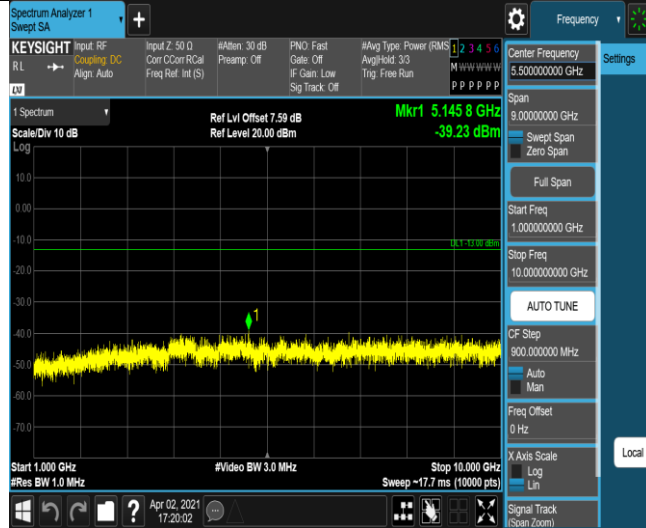 Spectrum Analyzer 1
Swept SA
+
Frequency
KEYSIGHT
RL
LXI
Input: RF
Coupling: DC
Align: Auto
Input Z: 50 Ω
Corr CCorr RCal
Freq Ref: Int (S)
#Atten: 30 dB
Preamp: Off
PNO: Fast
Gate: Off
IF Gain: Low
Sig Track: Off
#Avg Type: Power (RMS
Avg|Hold: 3/3
Trig: Free Run
1 2 3 4 5 6
M W W W W W
P P P P P P
Center Frequency
5.500000000 GHz
Settings
Span
9.00000000 GHz
Swept Span
Zero Span
Full Span
Start Freq
1.000000000 GHz
Stop Freq
10.000000000 GHz
AUTO TUNE
CF Step
900.000000 MHz
Auto
Man
Freq Offset
0 Hz
X Axis Scale
Log
Lin
Signal Track
(Span Zoom)
Local
1 Spectrum
Scale/Div 10 dB
Log
Ref Lvl Offset 7.59 dB
Ref Level 20.00 dBm
Mkr1 5.145 8 GHz
-39.23 dBm
10.0
0.00
-10.0
DL1 -13.00 dBm
-20.0
-30.0
1
-40.0
-50.0
-60.0
-70.0
Start 1.000 GHz
#Video BW 3.0 MHz
Stop 10.000 GHz
#Res BW 1.0 MHz
Sweep ~17.7 ms (10000 pts)
?
Apr 02, 2021
17:20:02